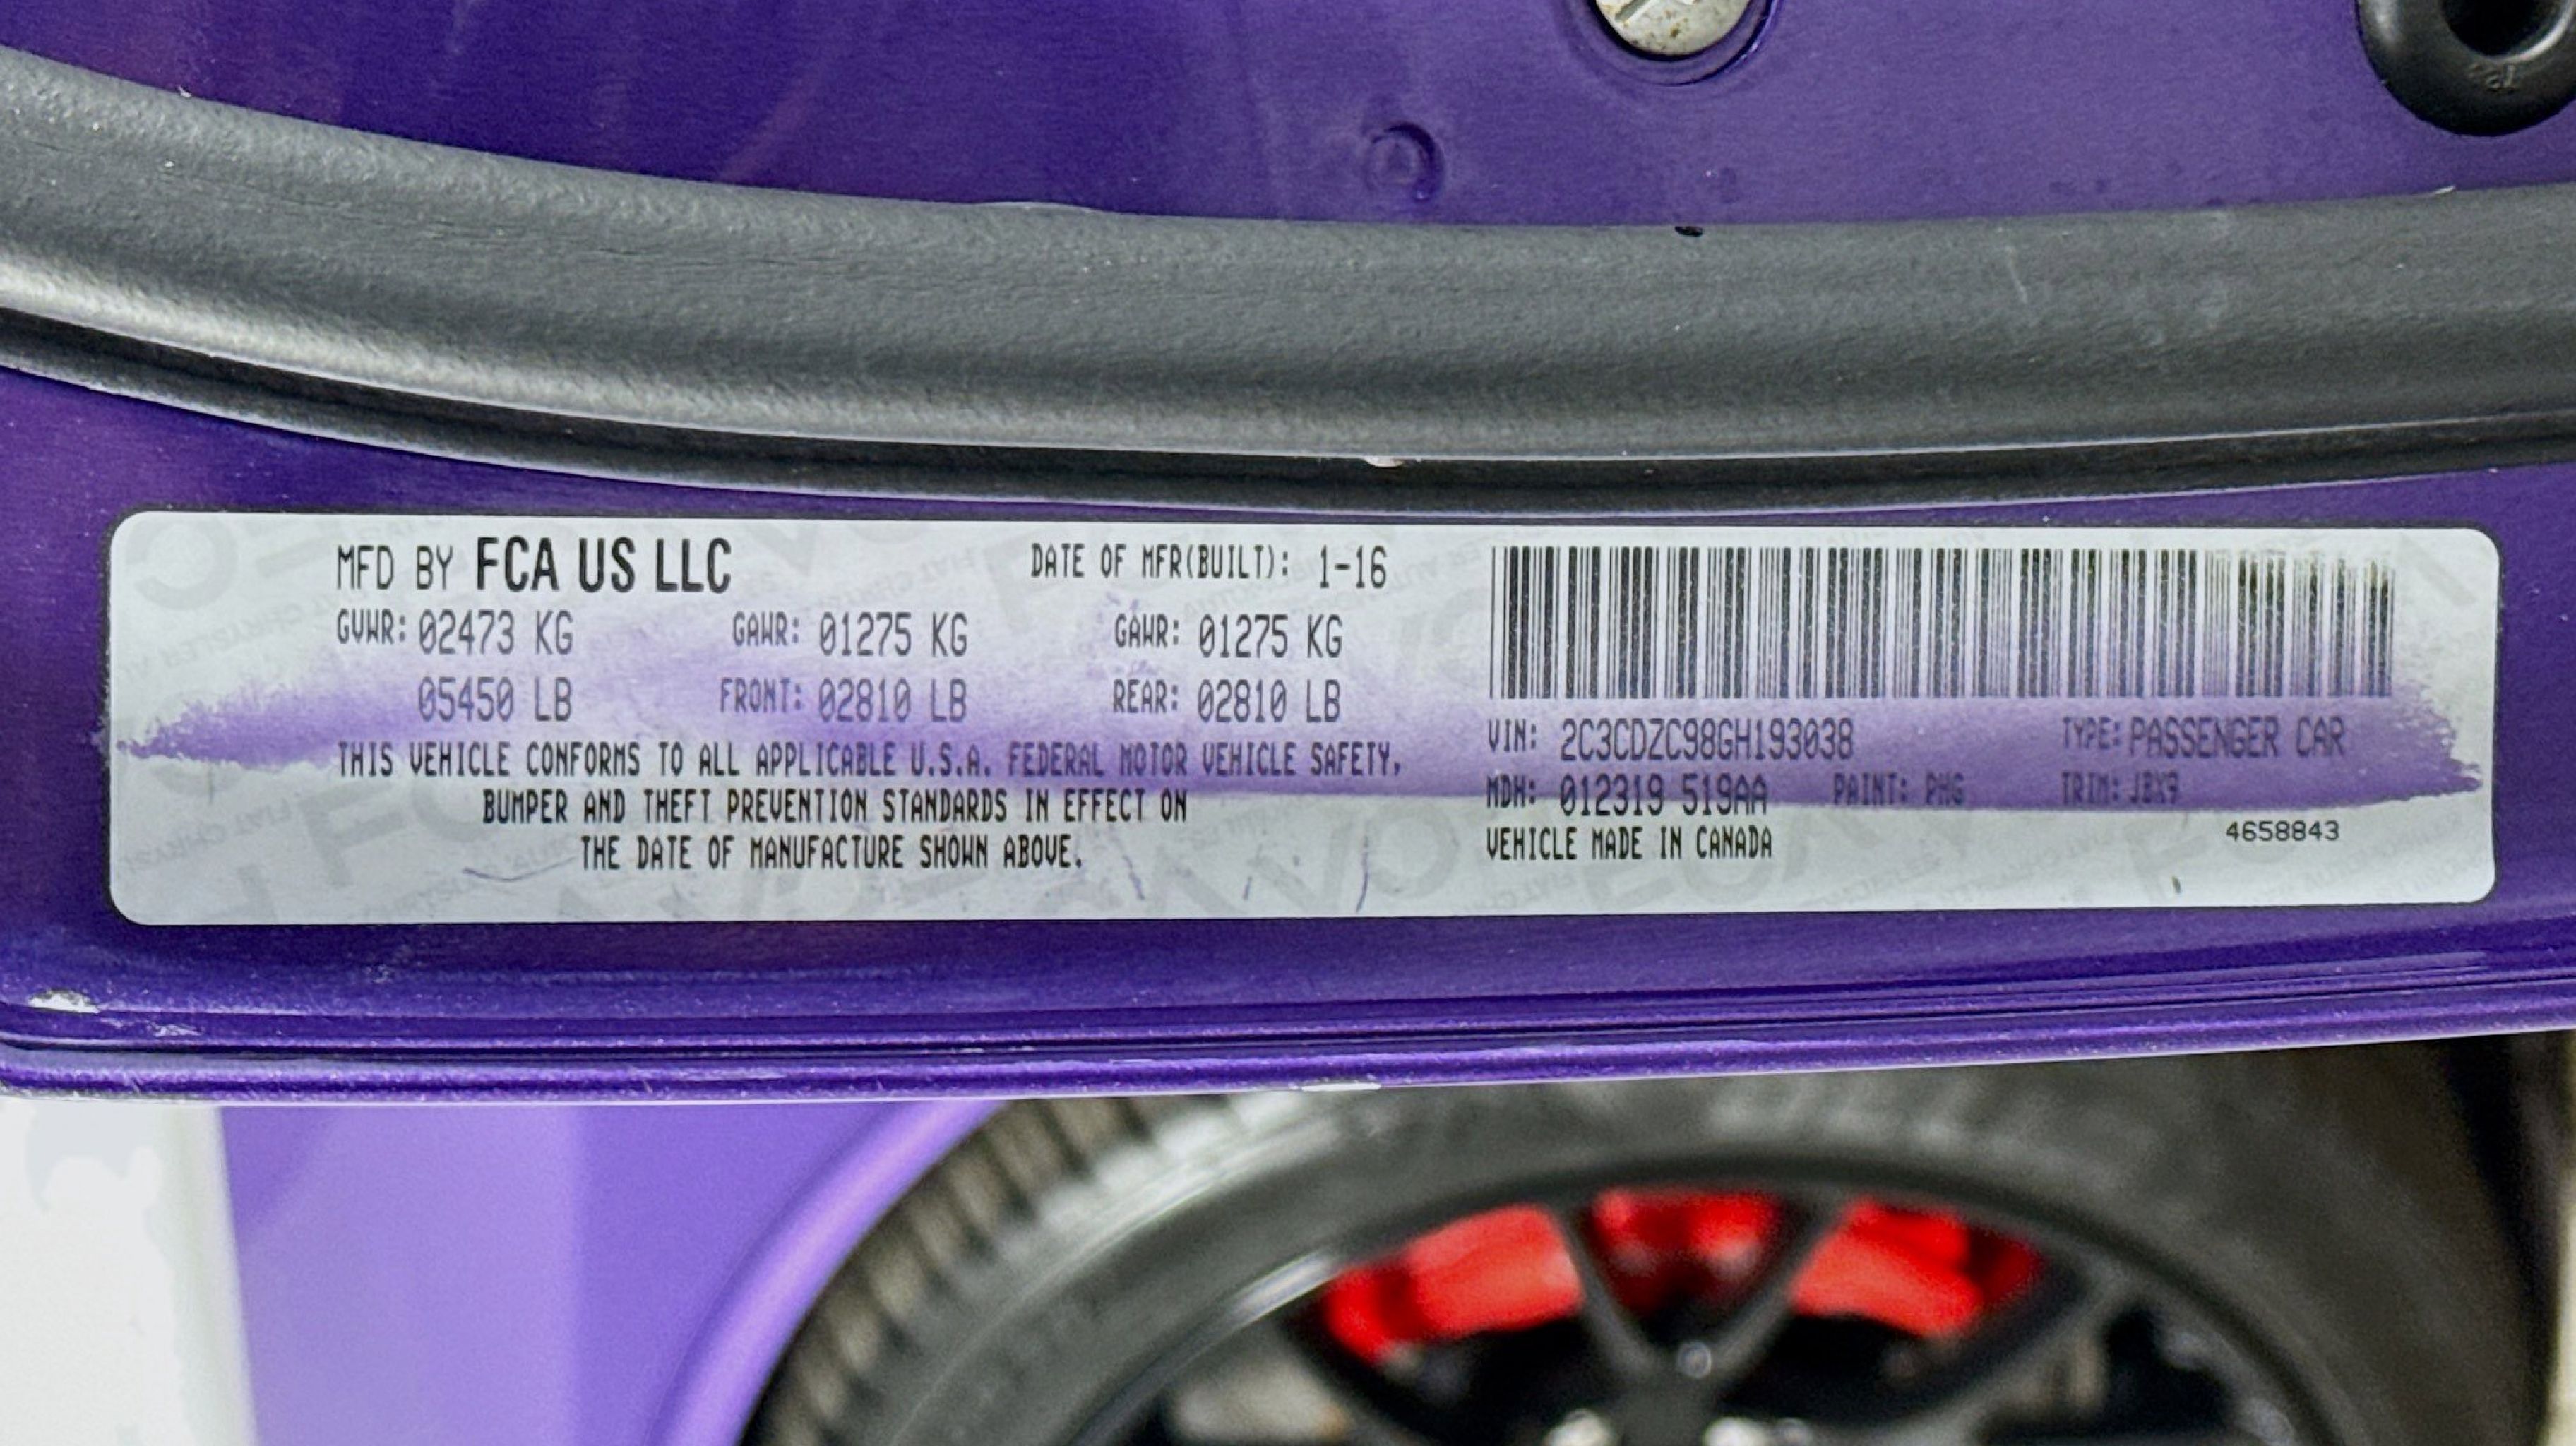 MFD BY FCA US LLC DATE OF MFR(BUILT): 1-16
GVWR: 02473 KG GAWR: 01275 KG GAWR: 01275 KG
05450 LB FRONT: 02810 LB REAR: 02810 LB
THIS VEHICLE CONFORMS TO ALL APPLICABLE U.S.A. FEDERAL MOTOR VEHICLE SAFETY,
BUMPER AND THEFT PREVENTION STANDARDS IN EFFECT ON
THE DATE OF MANUFACTURE SHOWN ABOVE.
VIN: 2C3CDZC98GH193038 TYPE: PASSENGER CAR
MDH: 012319 519AA PAINT: PHG TRIM: JBX9
VEHICLE MADE IN CANADA
4658843